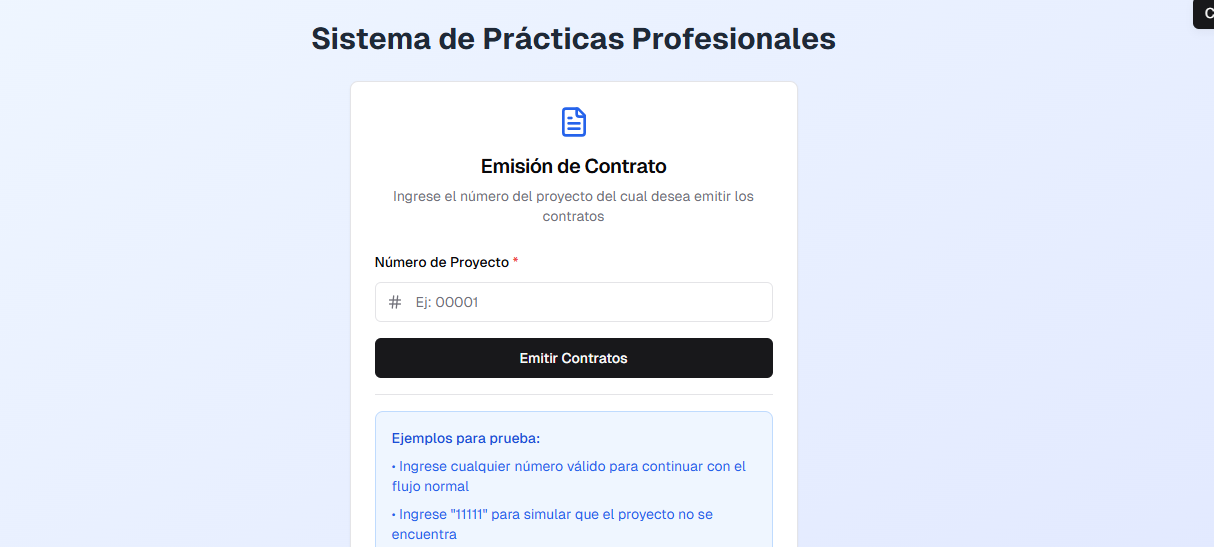 Sistema de Prácticas Profesionales
C
Emisión de Contrato
Ingrese el número del proyecto del cual desea emitir los
contratos
Número de Proyecto *
# Ej: 00001
Emitir Contratos
Ejemplos para prueba:
• Ingrese cualquier número válido para continuar con el
flujo normal
• Ingrese "11111" para simular que el proyecto no se
encuentra